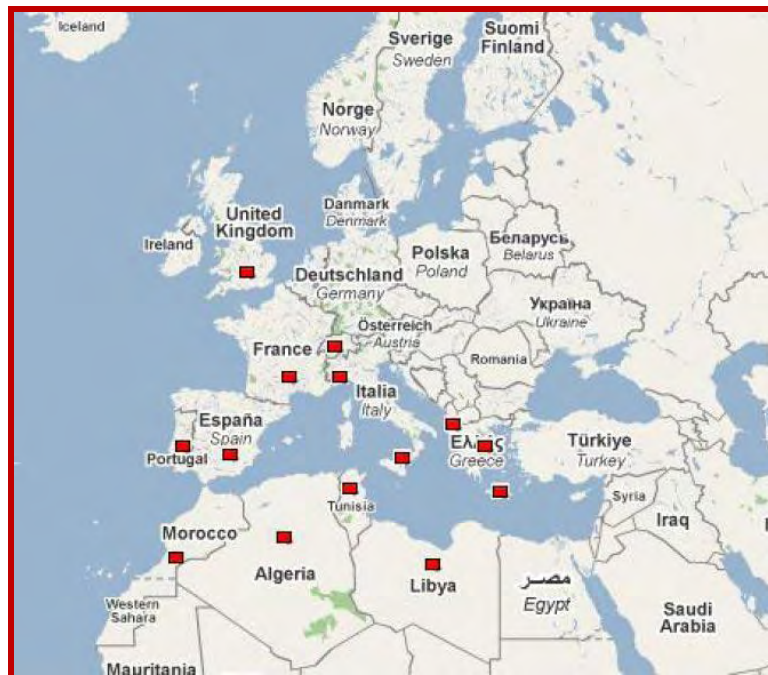 Iceland
Sverige
Sweden
Suomi
Finland
Norge
Norway
Danmark
Denmark
United
Kingdom
Ireland
Беларусь
Belarus
Polska
Poland
Deutschland
Germany
Україна
Ukraine
Österreich
Austria
France
Romania
Italia
Italy
España
Spain
Portugal
Ελλάς
Greece
Türkiye
Turkey
Tunisia
Syria
Iraq
Morocco
Algeria
Libya
مصر
Egypt
Western
Sahara
Saudi
Arabia
Mauritania